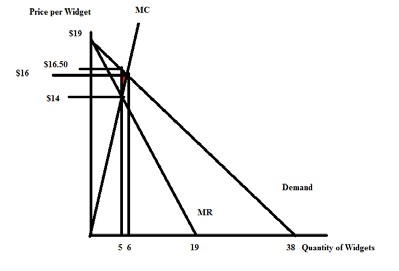 Price per Widget
MC
$19
$16.50
$16
$14
Demand
MR
5 6 19 38 Quantity of Widgets